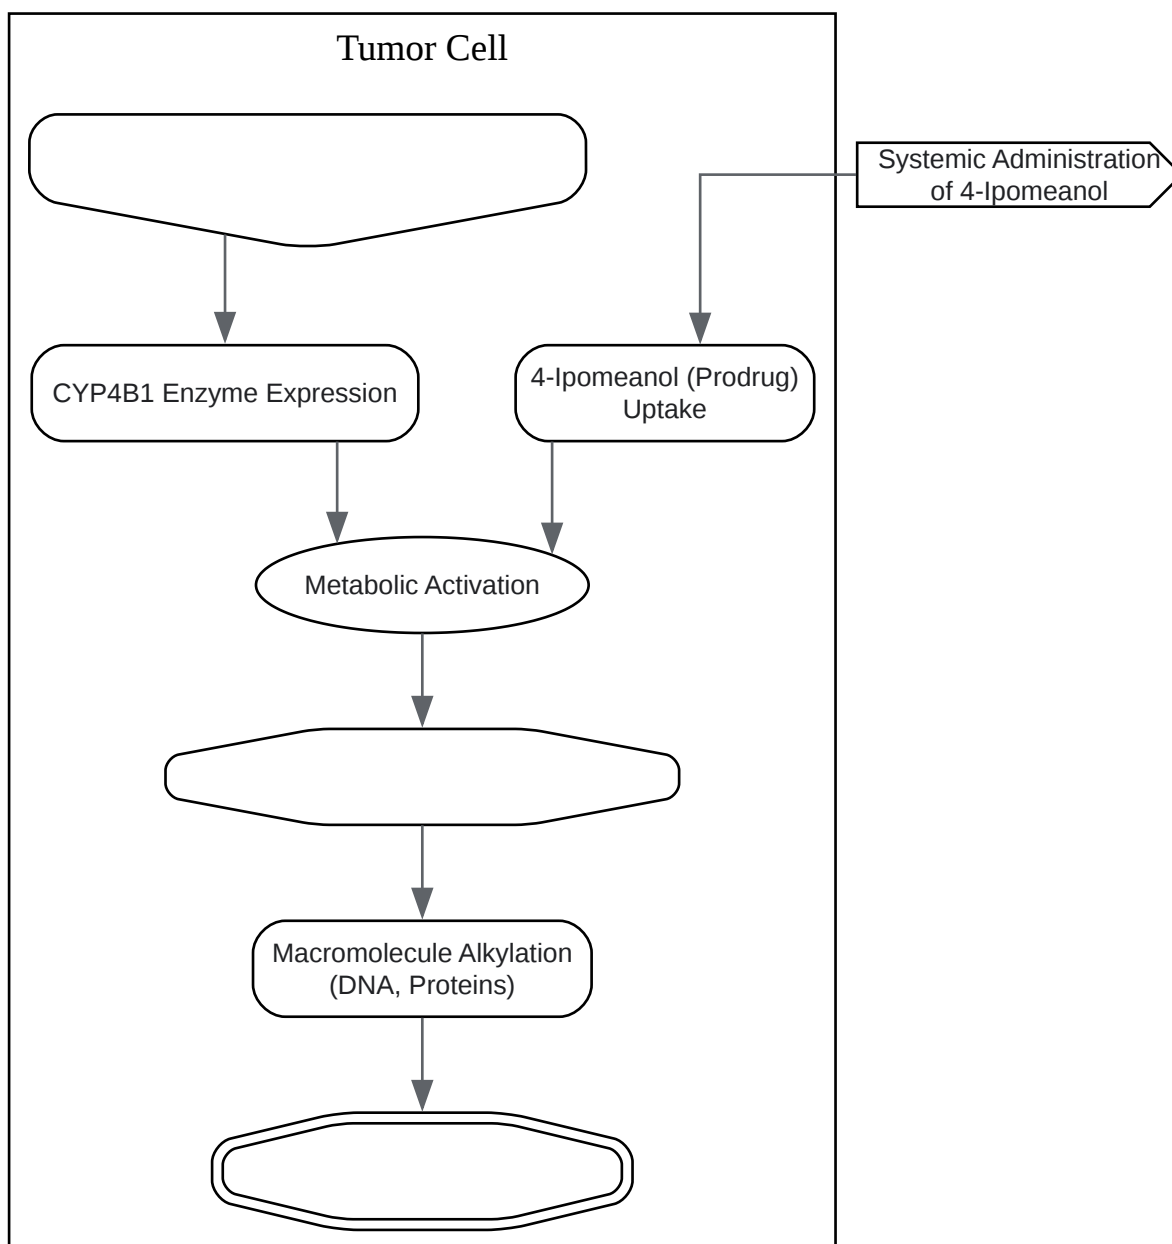 Tumor Cell
Systemic Administration
of 4-Ipomeanol
CYP4B1 Enzyme Expression
4-Ipomeanol (Prodrug)
Uptake
Metabolic Activation
Macromolecule Alkylation
(DNA, Proteins)